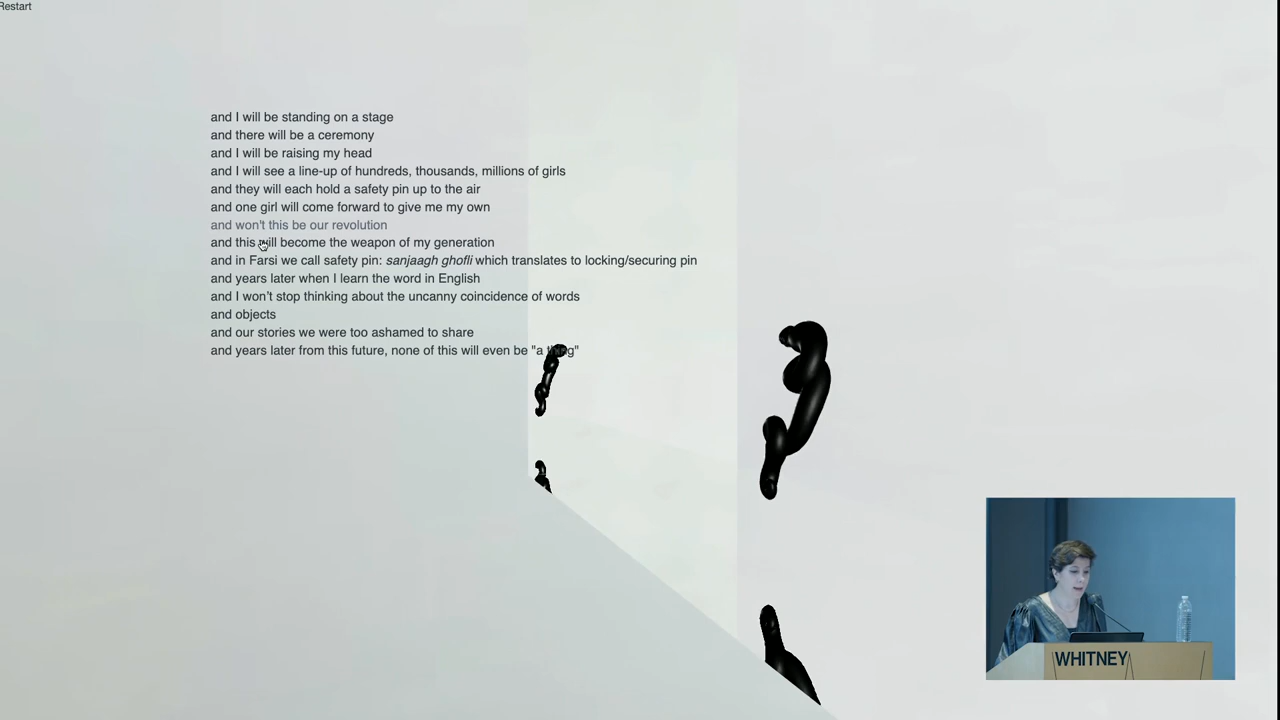 Restart
and I will be standing on a stage
and there will be a ceremony
and I will be raising my head
and I will see a line-up of hundreds, thousands, millions of girls
and they will each hold a safety pin up to the air
and one girl will come forward to give me my own
and won't this be our revolution
and this will become the weapon of my generation
and in Farsi we call safety pin: sanjaagh ghofli which translates to locking/securing pin
and years later when I learn the word in English
and I won’t stop thinking about the uncanny coincidence of words
and objects
and our stories we were too ashamed to share
and years later from this future, none of this will even be "a thing"
WHITNEY